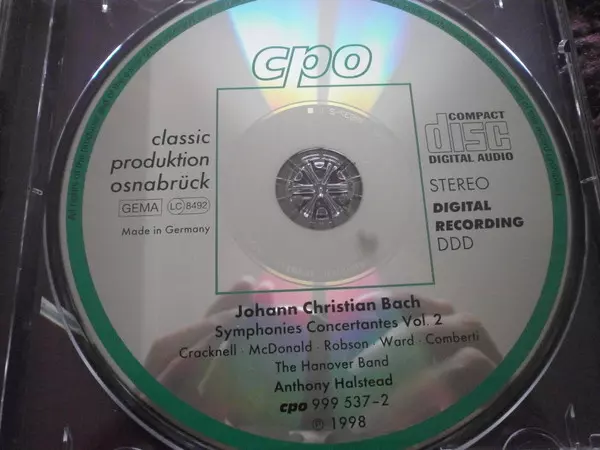 cpo
COMPACT
disc
DIGITAL AUDIO
classic
produktion
osnabrück
GEMA LC 8492
Made in Germany
STEREO
DIGITAL
RECORDING
DDD
Johann Christian Bach
Symphonies Concertantes Vol. 2
Cracknell · McDonald · Robson · Ward · Comberti
The Hanover Band
Anthony Halstead
cpo 999 537–2
℗ 1998